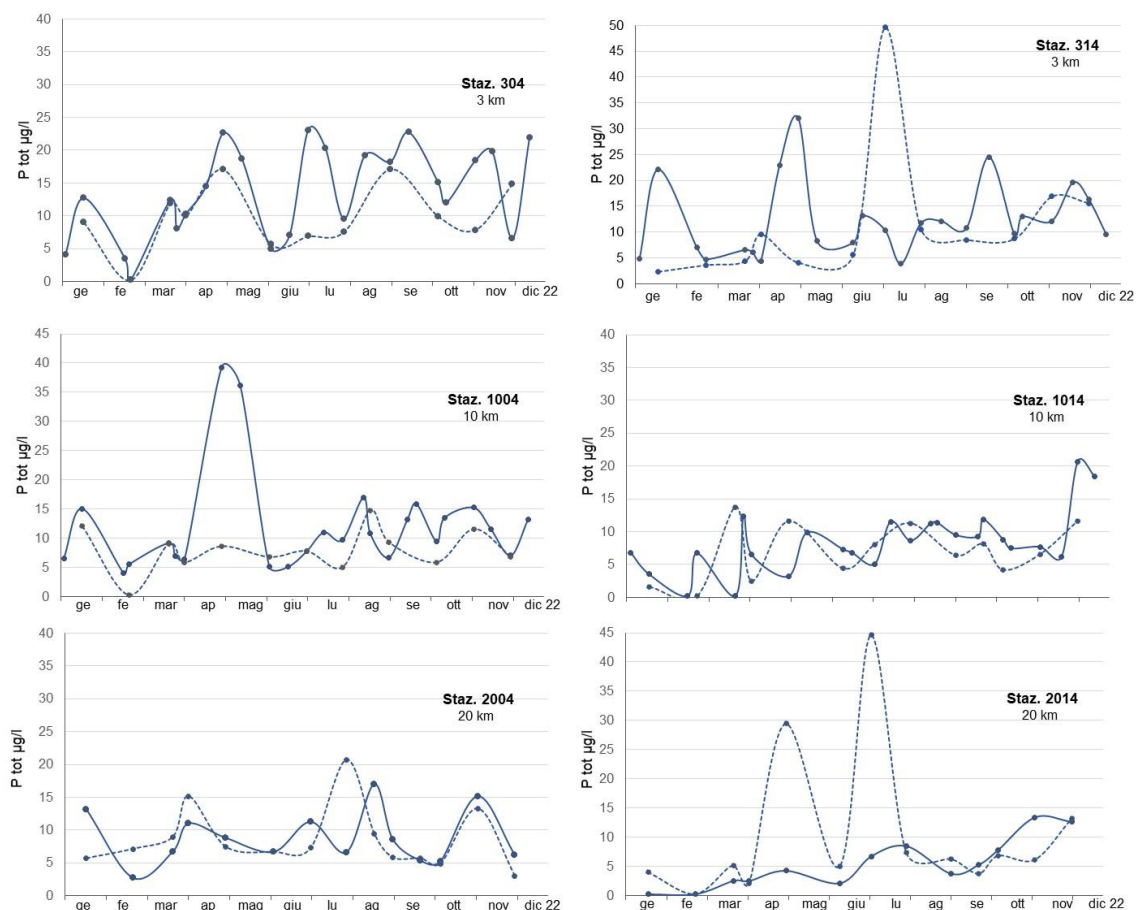 40
35
30
25
20
15
10
5
0
P tot µg/l
Staz. 304
3 km
ge fe mar ap mag giu lu ag se ott nov dic 22
50
45
40
35
30
25
20
15
10
5
0
P tot µg/l
Staz. 314
3 km
ge fe mar ap mag giu lu ag se ott nov dic 22
45
40
35
30
25
20
15
10
5
0
P tot µg/l
Staz. 1004
10 km
ge fe mar ap mag giu lu ag se ott nov dic 22
40
35
30
25
20
15
10
5
0
P tot µg/l
Staz. 1014
10 km
ge fe mar ap mag giu lu ag se ott nov dic 22
40
35
30
25
20
15
10
5
0
P tot µg/l
Staz. 2004
20 km
ge fe mar ap mag giu lu ag se ott nov dic 22
45
40
35
30
25
20
15
10
5
0
P tot µg/l
Staz. 2014
20 km
ge fe mar ap mag giu lu ag se ott nov dic 22